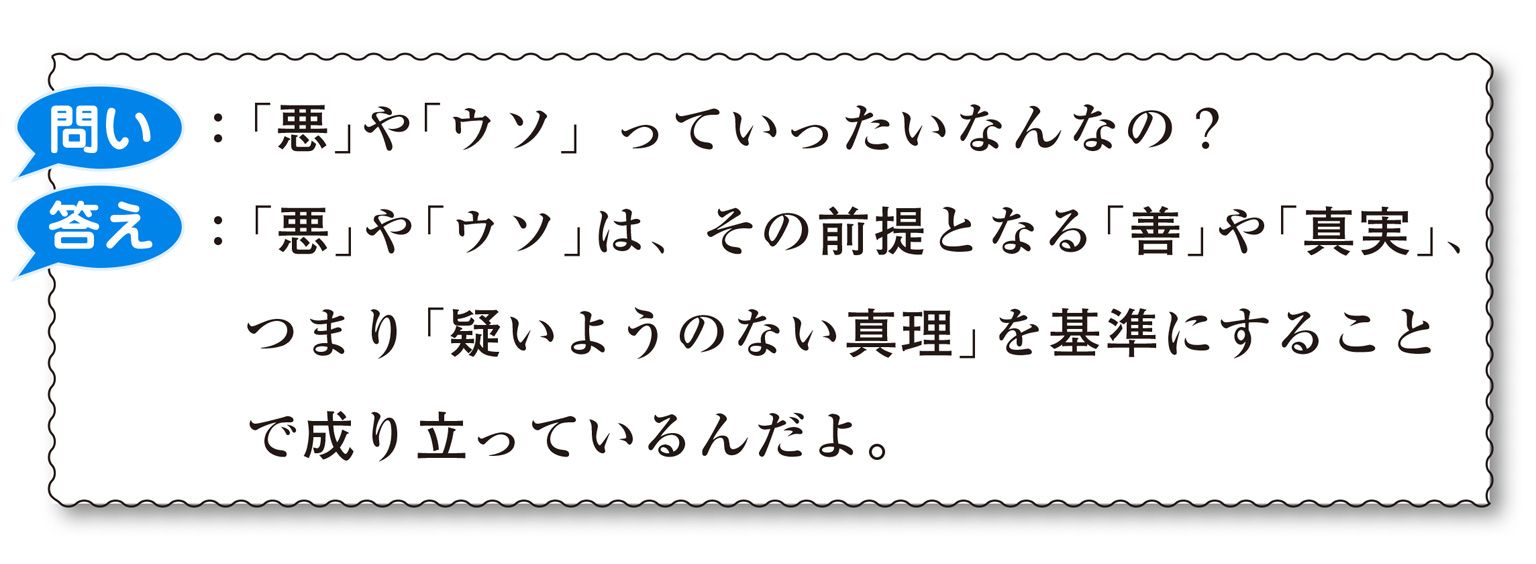 問い：「悪」や「ウソ」っていったいなんなの？
答え：「悪」や「ウソ」は、その前提となる「善」や「真実」、
つまり「疑いようのない真理」を基準にすること
で成り立っているんだよ。